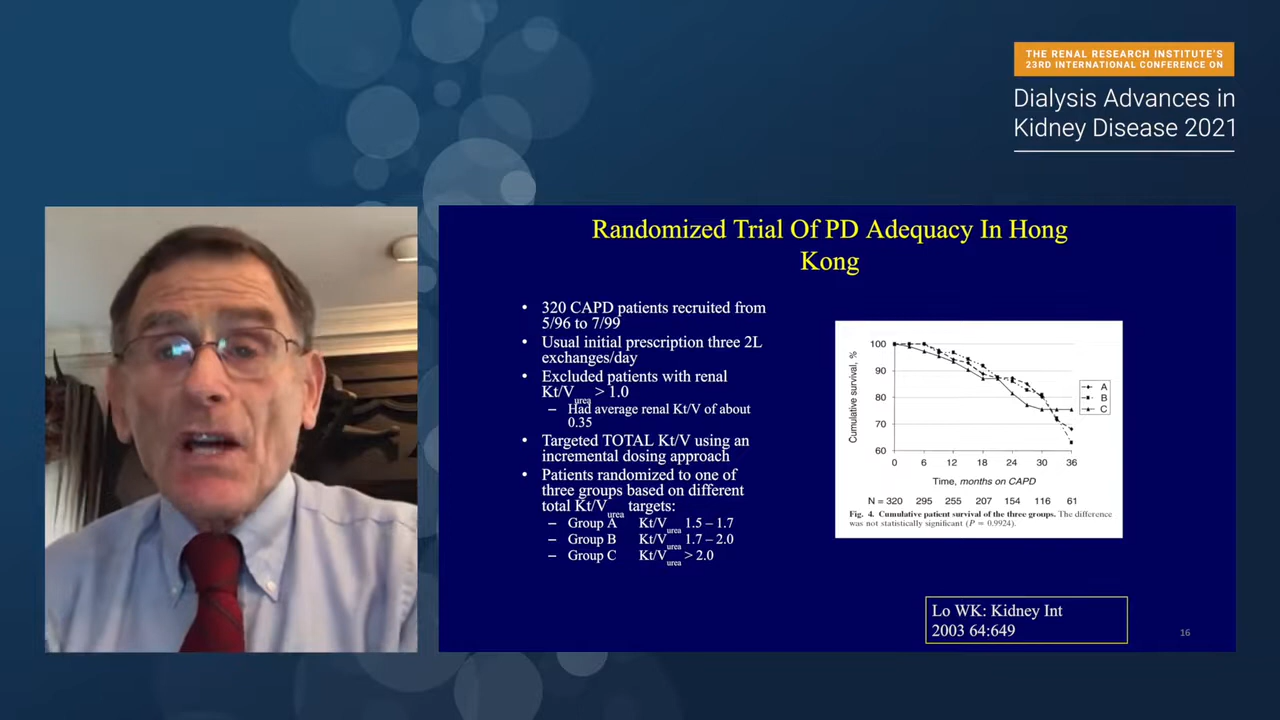 THE RENAL RESEARCH INSTITUTE'S
23RD INTERNATIONAL CONFERENCE ON
Dialysis Advances in
Kidney Disease 2021
Randomized Trial Of PD Adequacy In Hong
Kong
• 320 CAPD patients recruited from
5/96 to 7/99
• Usual initial prescription three 2L
exchanges/day
• Excluded patients with renal
Kt/Vurea > 1.0
– Had average renal Kt/V of about
0.35
• Targeted TOTAL Kt/V using an
incremental dosing approach
• Patients randomized to one of
three groups based on different
total Kt/Vurea targets:
– Group A Kt/Vurea 1.5 – 1.7
– Group B Kt/Vurea 1.7 – 2.0
– Group C Kt/Vurea > 2.0
Cumulative survival, %
100
90
80
70
60
0 6 12 18 24 30 36
A
B
C
Time, months on CAPD
N = 320 295 255 207 154 116 61
Fig. 4. Cumulative patient survival of the three groups. The difference
was not statistically significant (P = 0.9924).
Lo WK: Kidney Int
2003 64:649
16